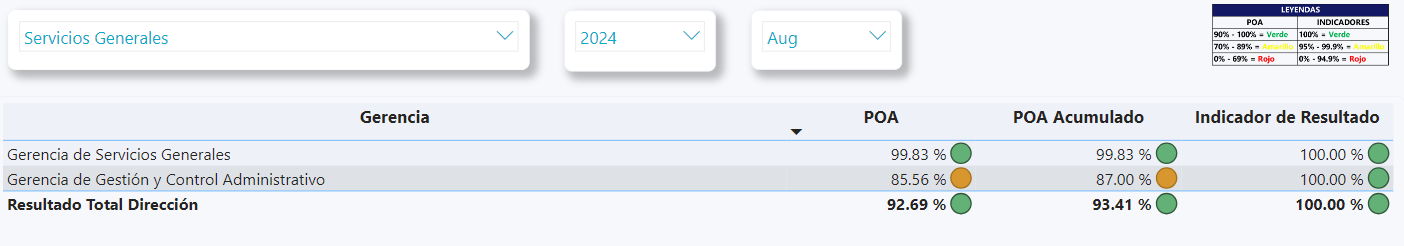 Servicios Generales
2024
Aug
LEYENDAS
POA INDICADORES
90% - 100% = Verde 100% = Verde
70% - 89% = Amarillo 95% - 99.9% = Amarillo
0% - 69% = Rojo 0% - 94.9% = Rojo
Gerencia POA POA Acumulado Indicador de Resultado
Gerencia de Servicios Generales 99.83 % 99.83 % 100.00 %
Gerencia de Gestión y Control Administrativo 85.56 % 87.00 % 100.00 %
Resultado Total Dirección 92.69 % 93.41 % 100.00 %